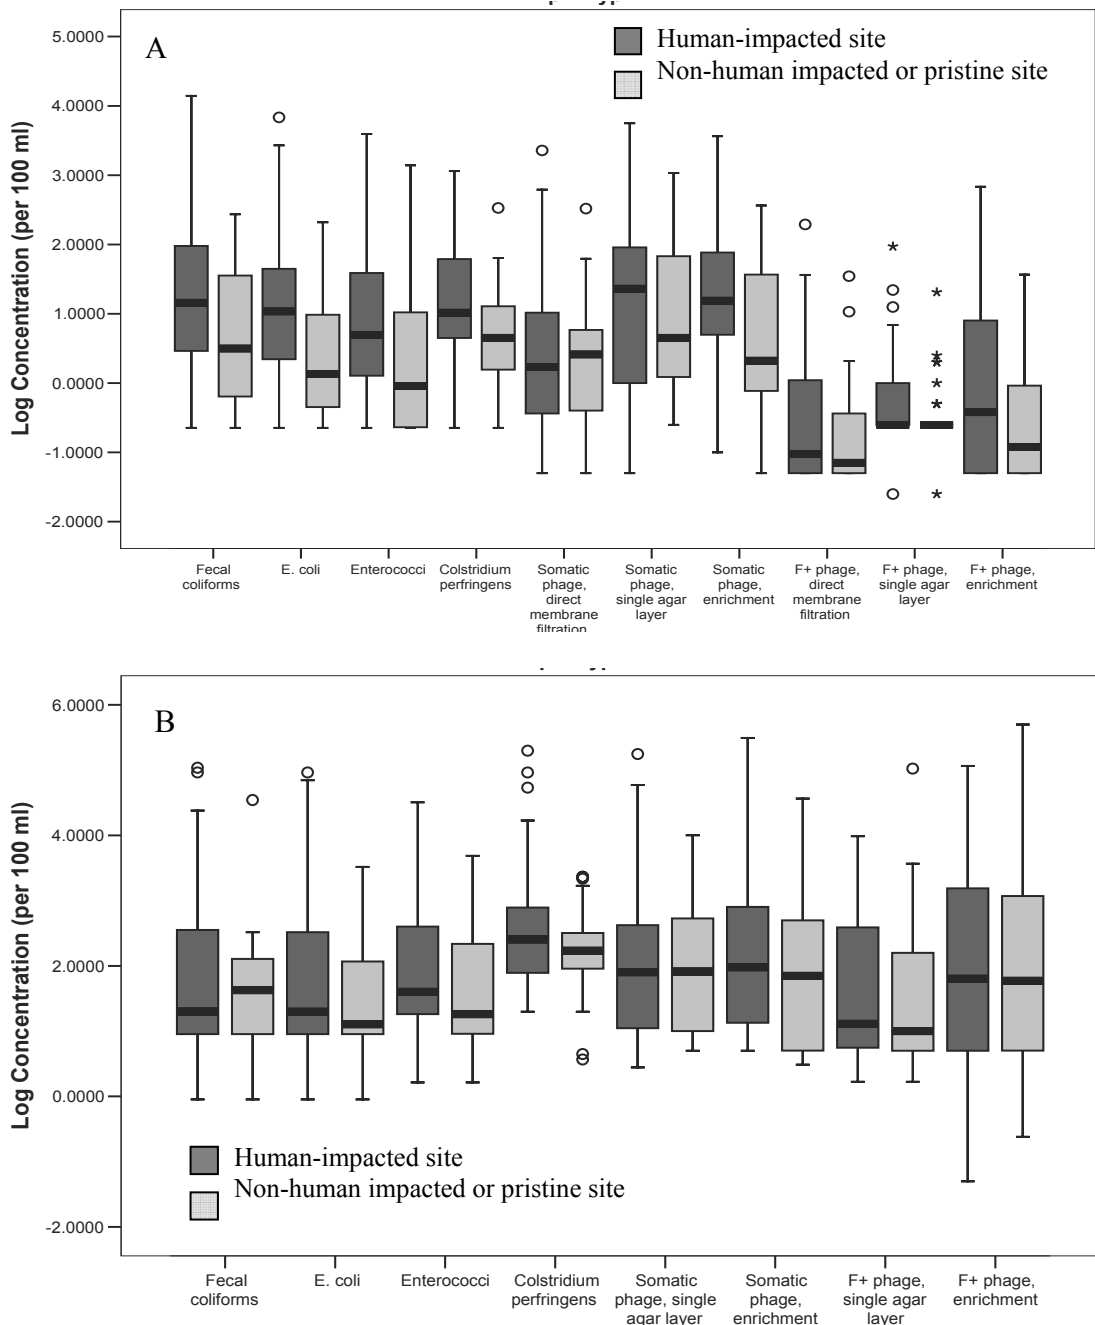 A
Human-impacted site
Non-human impacted or pristine site
Log Concentration (per 100 ml)
5.0000
4.0000
3.0000
2.0000
1.0000
0.0000
-1.0000
-2.0000
Fecal
coliforms
E. coli
Enterococci
Colstridium
perfringens
Somatic
phage,
direct
membrane
filtration
Somatic
phage,
single agar
layer
Somatic
phage,
enrichment
F+ phage,
direct
membrane
filtration
F+ phage,
single agar
layer
F+ phage,
enrichment
B
Log Concentration (per 100 ml)
6.0000
4.0000
2.0000
0.0000
-2.0000
Human-impacted site
Non-human impacted or pristine site
Fecal
coliforms
E. coli
Enterococci
Colstridium
perfringens
Somatic
phage, single
agar layer
Somatic
phage,
enrichment
F+ phage,
single agar
layer
F+ phage,
enrichment